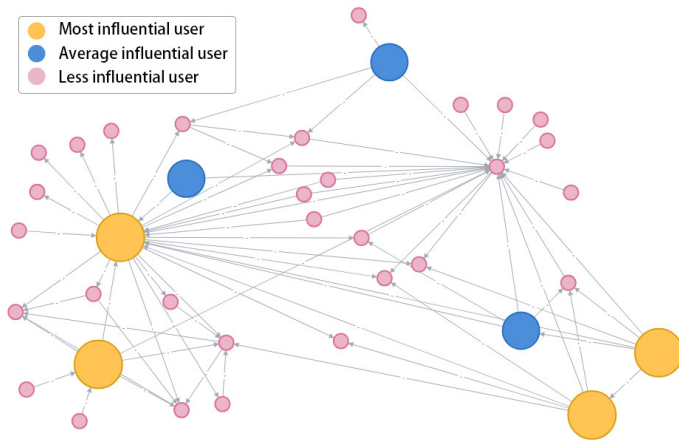 Most influential user
Average influential user
Less influential user